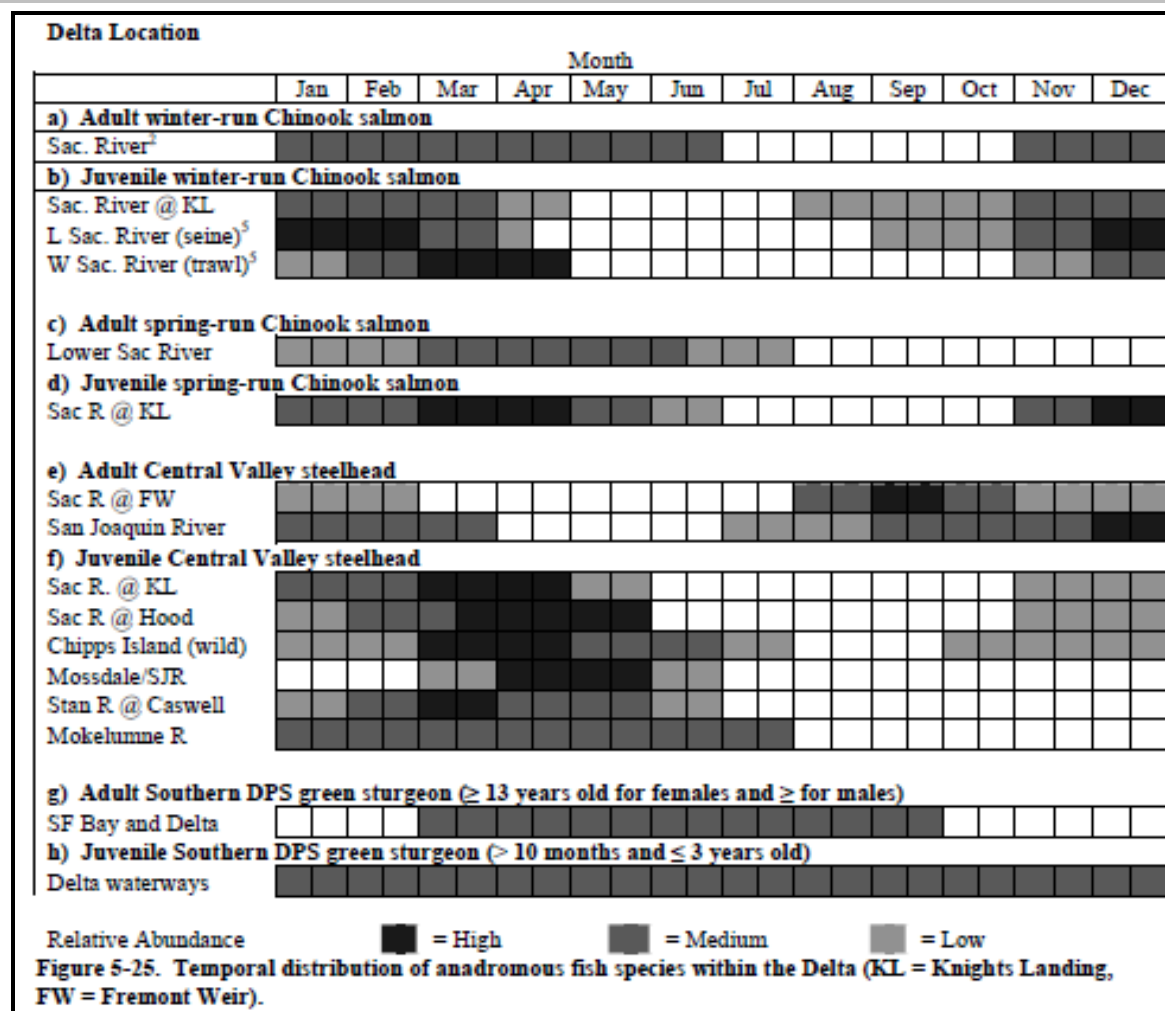 Delta Location
Month
Jan Feb Mar Apr May Jun Jul Aug Sep Oct Nov Dec
a) Adult winter-run Chinook salmon
Sac. River²
b) Juvenile winter-run Chinook salmon
Sac. River @ KL
L Sac. River (seine)⁵
W Sac. River (trawl)⁵
c) Adult spring-run Chinook salmon
Lower Sac River
d) Juvenile spring-run Chinook salmon
Sac R @ KL
e) Adult Central Valley steelhead
Sac R @ FW
San Joaquin River
f) Juvenile Central Valley steelhead
Sac R. @ KL
Sac R @ Hood
Chipps Island (wild)
Mossdale/SJR
Stan R @ Caswell
Mokelumne R
g) Adult Southern DPS green sturgeon (≥ 13 years old for females and ≥ for males)
SF Bay and Delta
h) Juvenile Southern DPS green sturgeon (> 10 months and ≤ 3 years old)
Delta waterways
Relative Abundance = High = Medium = Low
Figure 5-25. Temporal distribution of anadromous fish species within the Delta (KL = Knights Landing,
FW = Fremont Weir).